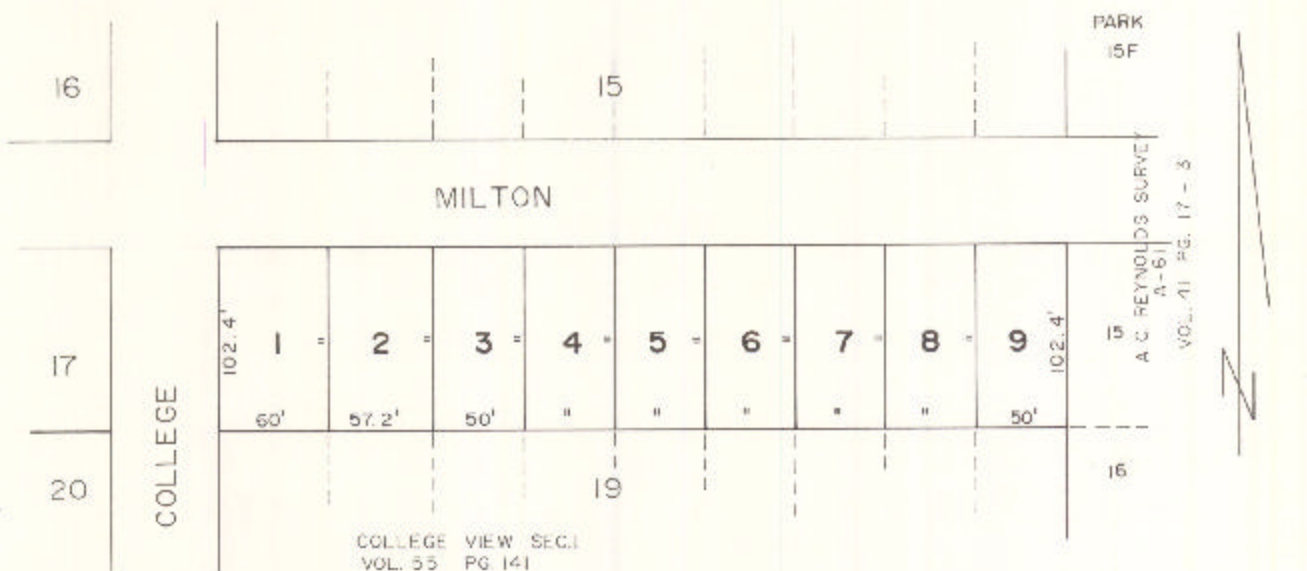 PARK
15F
16
15
MILTON
A.C. REYNOLDS SURVEY
A-61
VOL. 41 PG. 17-3
102.4'
1 "
2 "
3 "
4 "
5 "
6 "
7 "
8 "
9
102.4'
15
17
60'
57.2'
50'
"
"
"
"
"
50'
N
COLLEGE
20
19
16
COLLEGE VIEW SEC.1
VOL. 55 PG. 141